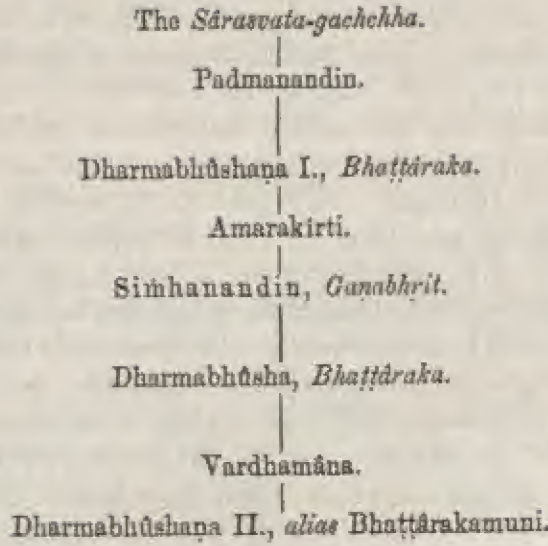 The Sârasvata-gachchha.
Padmanandin.
Dharmabhûshaṇa I., Bhaṭṭâraka.
Amarakîrti.
Siṁhanandin, Gaṇabhṛit.
Dharmabhûsha, Bhaṭṭâraka.
Vardhamâna.
Dharmabhûshaṇa II., alias Bhaṭṭârakamuni.